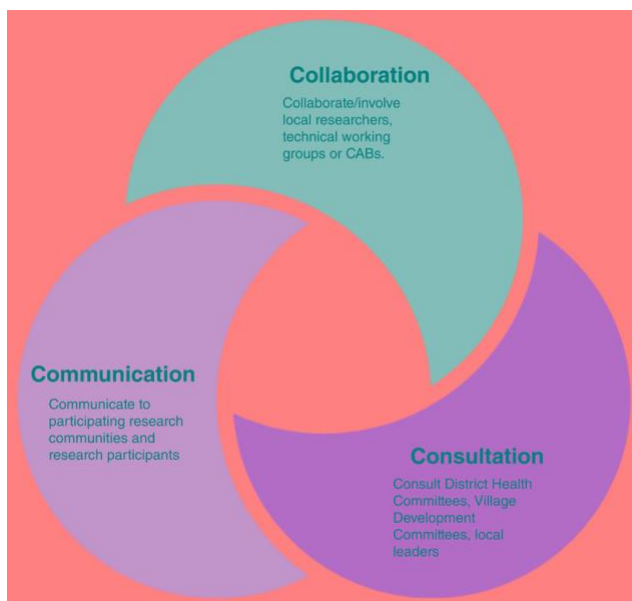 Collaboration
Collaborate/involve
local researchers,
technical working
groups or CABs.
Communication
Communicate to
participating research
communities and
research participants
Consultation
Consult District Health
Committees, Village
Development
Committees, local
leaders